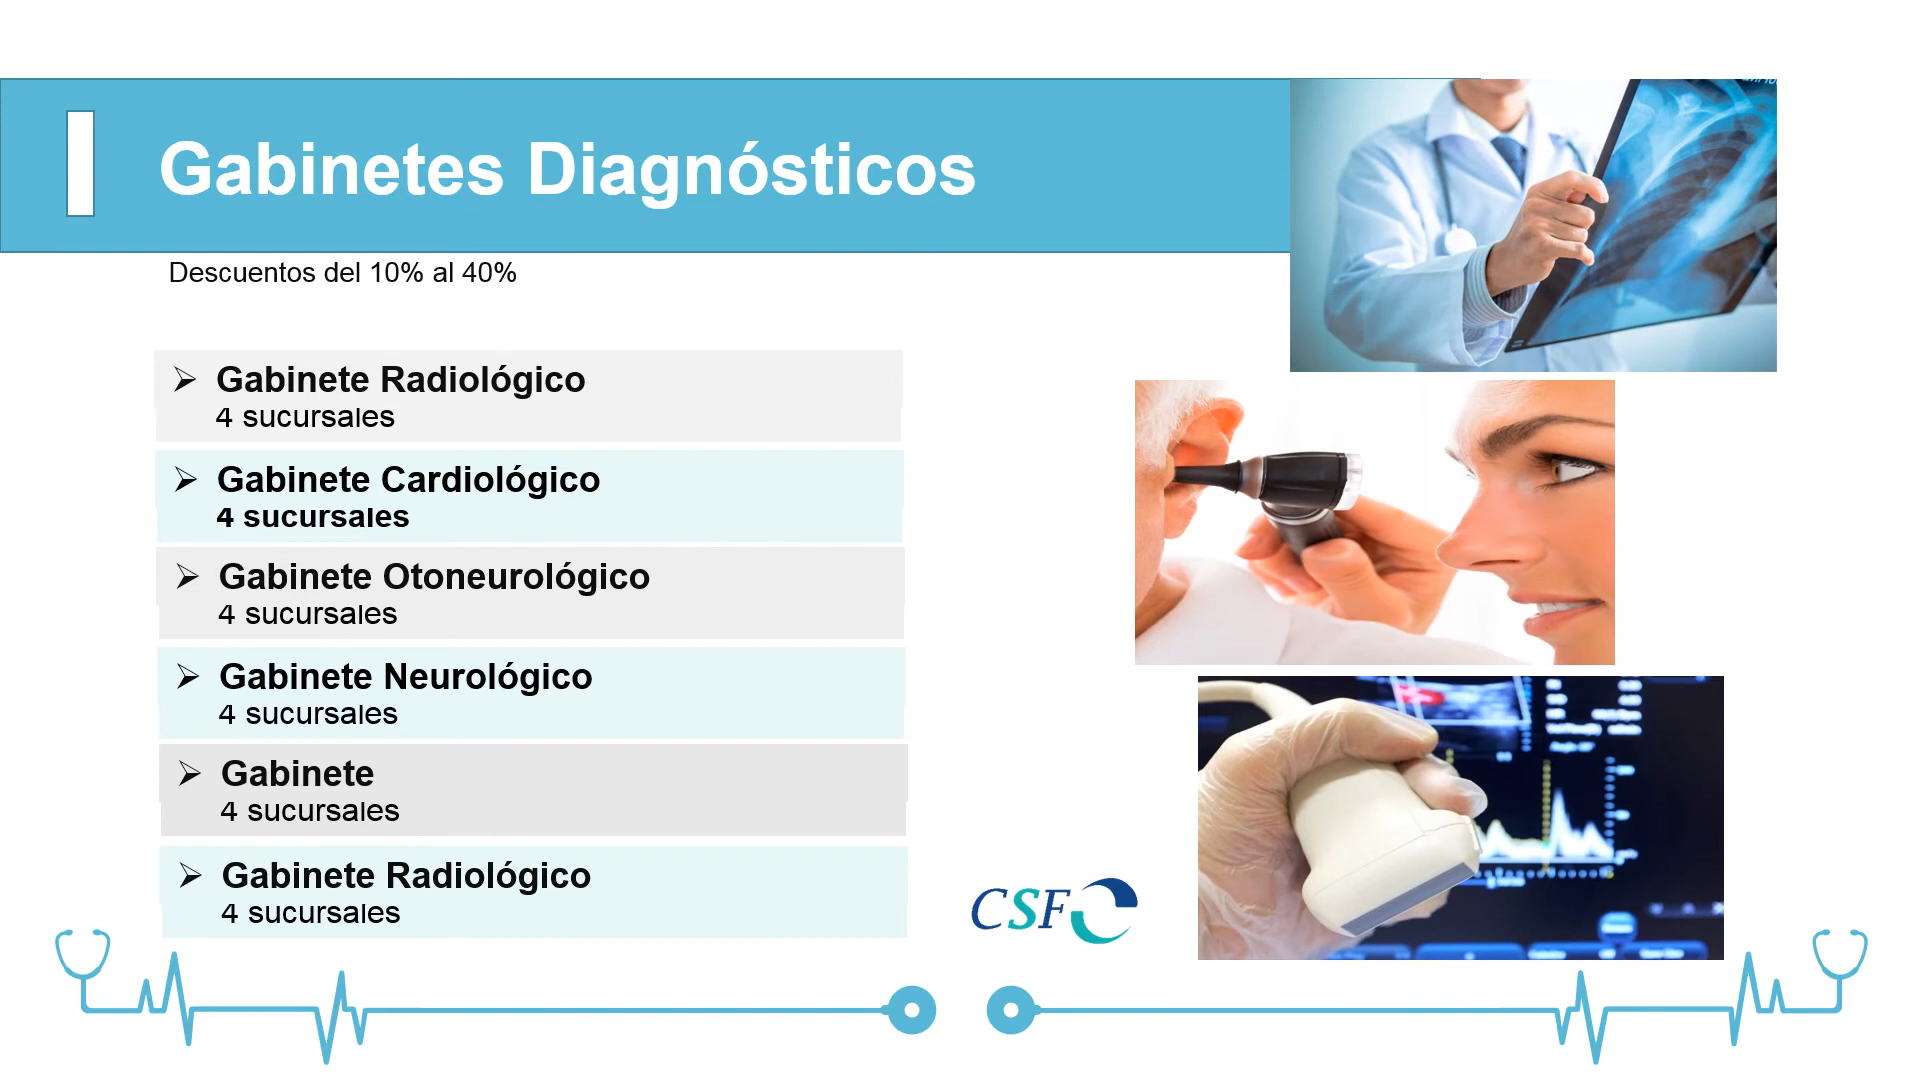 Gabinetes Diagnósticos
Descuentos del 10% al 40%
Gabinete Radiológico
4 sucursales
Gabinete Cardiológico
4 sucursales
Gabinete Otoneurológico
4 sucursales
Gabinete Neurológico
4 sucursales
Gabinete
4 sucursales
Gabinete Radiológico
4 sucursales
CSF